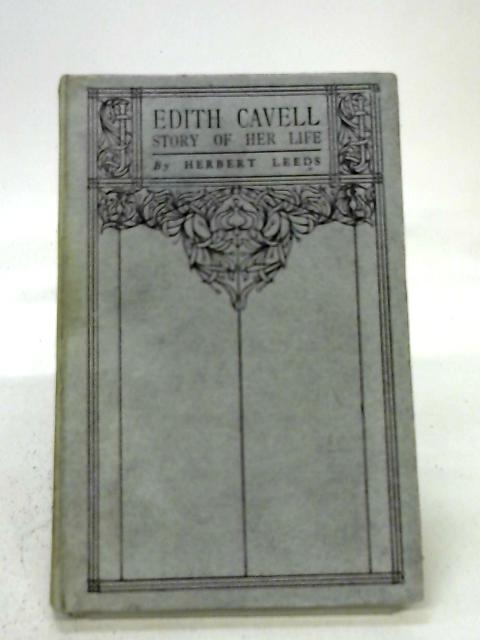 EDITH CAVELL
STORY OF HER LIFE
By HERBERT LEEDS